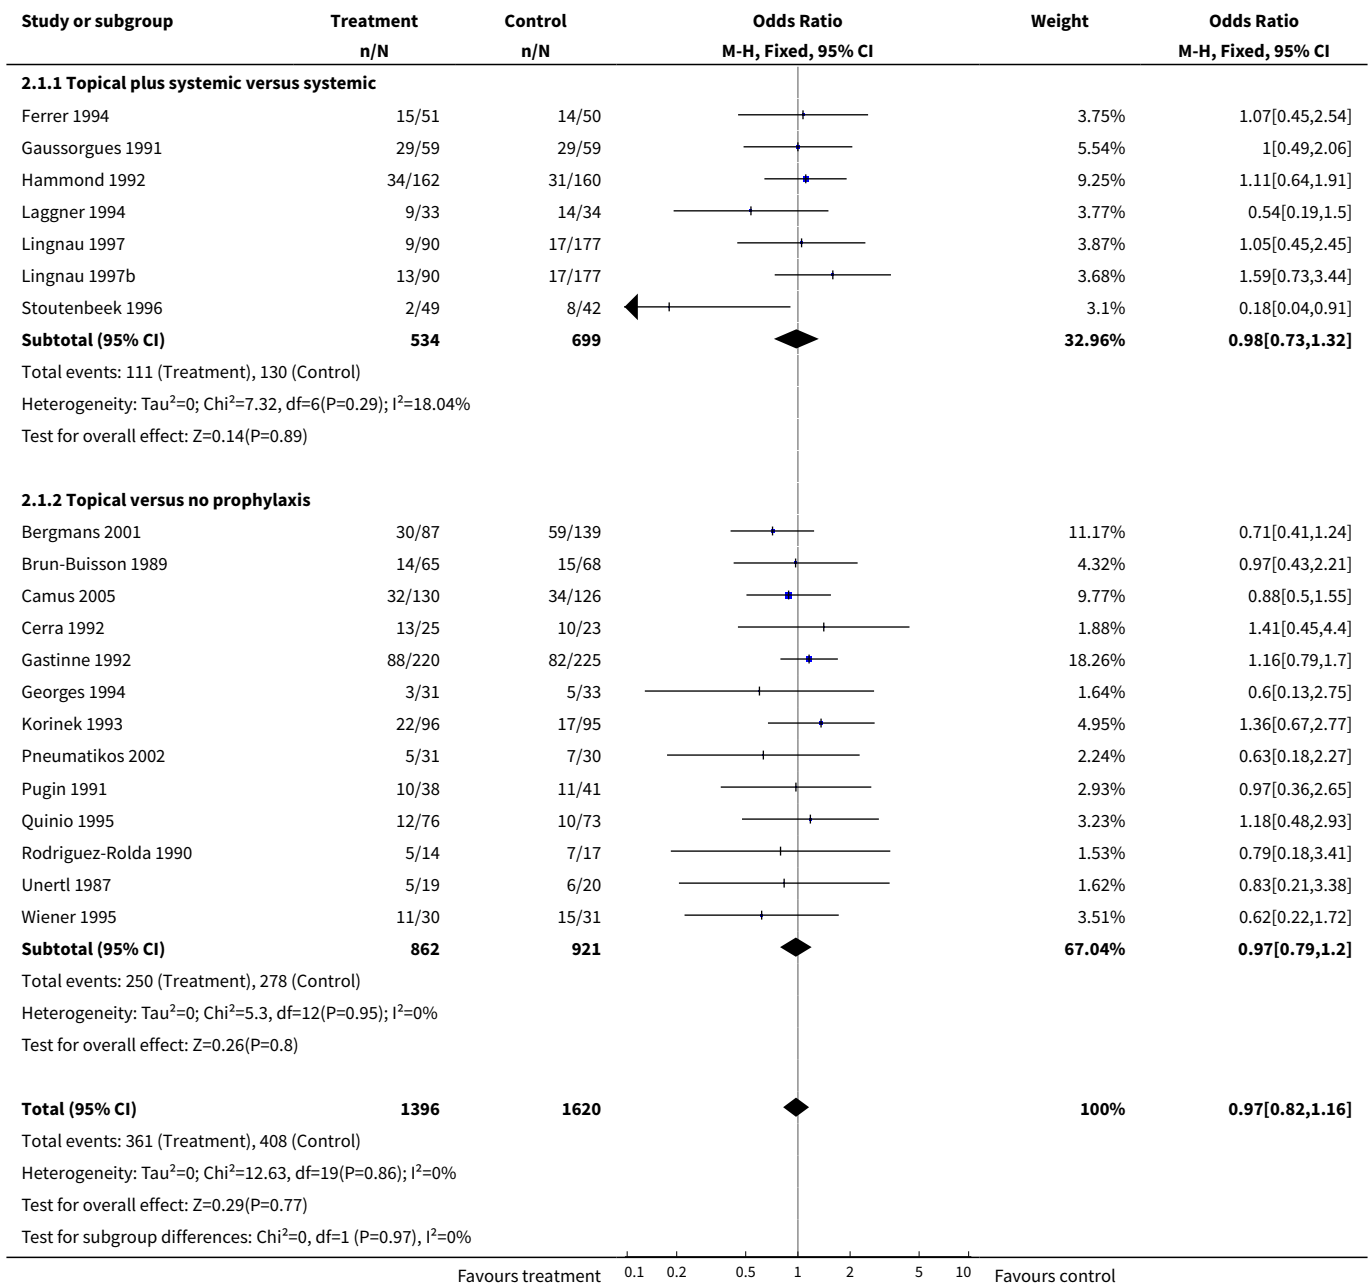 Study or subgroup Treatment Control Odds Ratio Weight Odds Ratio
n/N n/N M-H, Fixed, 95% CI M-H, Fixed, 95% CI
2.1.1 Topical plus systemic versus systemic
Ferrer 1994 15/51 14/50 3.75% 1.07[0.45,2.54]
Gaussorgues 1991 29/59 29/59 5.54% 1[0.49,2.06]
Hammond 1992 34/162 31/160 9.25% 1.11[0.64,1.91]
Laggner 1994 9/33 14/34 3.77% 0.54[0.19,1.5]
Lingnau 1997 9/90 17/177 3.87% 1.05[0.45,2.45]
Lingnau 1997b 13/90 17/177 3.68% 1.59[0.73,3.44]
Stoutenbeek 1996 2/49 8/42 3.1% 0.18[0.04,0.91]
Subtotal (95% CI) 534 699 32.96% 0.98[0.73,1.32]
Total events: 111 (Treatment), 130 (Control)
Heterogeneity: Tau²=0; Chi²=7.32, df=6(P=0.29); I²=18.04%
Test for overall effect: Z=0.14(P=0.89)
2.1.2 Topical versus no prophylaxis
Bergmans 2001 30/87 59/139 11.17% 0.71[0.41,1.24]
Brun-Buisson 1989 14/65 15/68 4.32% 0.97[0.43,2.21]
Camus 2005 32/130 34/126 9.77% 0.88[0.5,1.55]
Cerra 1992 13/25 10/23 1.88% 1.41[0.45,4.4]
Gastinne 1992 88/220 82/225 18.26% 1.16[0.79,1.7]
Georges 1994 3/31 5/33 1.64% 0.6[0.13,2.75]
Korinek 1993 22/96 17/95 4.95% 1.36[0.67,2.77]
Pneumatikos 2002 5/31 7/30 2.24% 0.63[0.18,2.27]
Pugin 1991 10/38 11/41 2.93% 0.97[0.36,2.65]
Quinio 1995 12/76 10/73 3.23% 1.18[0.48,2.93]
Rodriguez-Rolda 1990 5/14 7/17 1.53% 0.79[0.18,3.41]
Unertl 1987 5/19 6/20 1.62% 0.83[0.21,3.38]
Wiener 1995 11/30 15/31 3.51% 0.62[0.22,1.72]
Subtotal (95% CI) 862 921 67.04% 0.97[0.79,1.2]
Total events: 250 (Treatment), 278 (Control)
Heterogeneity: Tau²=0; Chi²=5.3, df=12(P=0.95); I²=0%
Test for overall effect: Z=0.26(P=0.8)
Total (95% CI) 1396 1620 100% 0.97[0.82,1.16]
Total events: 361 (Treatment), 408 (Control)
Heterogeneity: Tau²=0; Chi²=12.63, df=19(P=0.86); I²=0%
Test for overall effect: Z=0.29(P=0.77)
Test for subgroup differences: Chi²=0, df=1 (P=0.97), I²=0%
Favours treatment 0.1 0.2 0.5 1 2 5 10 Favours control